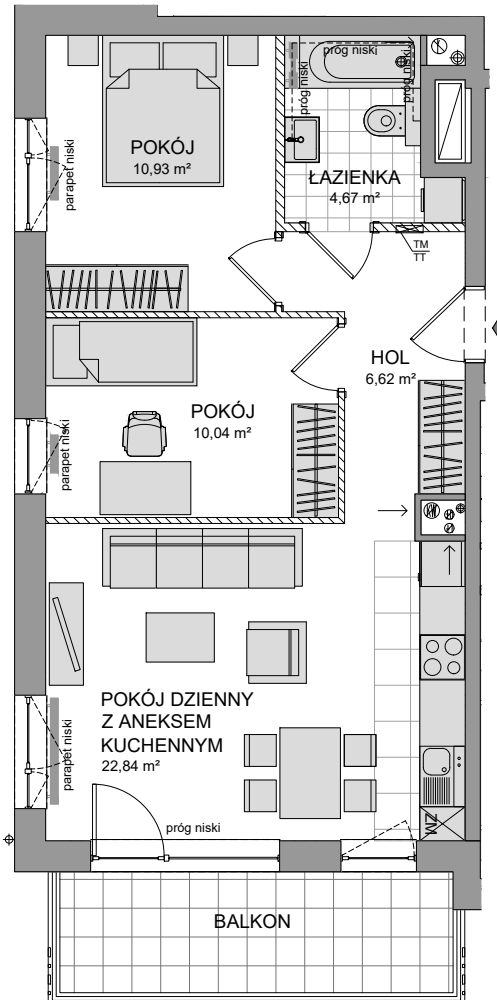 próg niski
próg niski
próg niski
POKÓJ
10,93 m²
parapet niski
ŁAZIENKA
4,67 m²
TM
TT
HOL
6,62 m²
POKÓJ
10,04 m²
parapet niski
POKÓJ DZIENNY
Z ANEKSEM
KUCHENNYM
22,84 m²
parapet niski
ZM
próg niski
BALKON